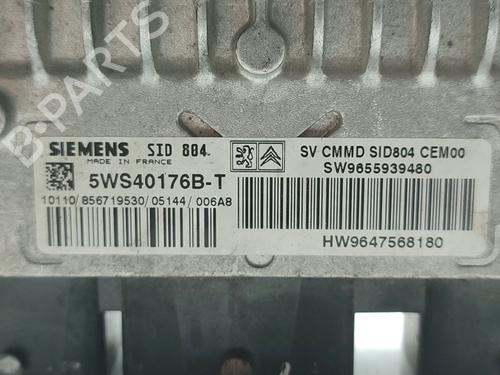 B-PARTS
SIEMENS SID 804
MADE IN FRANCE
5WS40176B-T
10110/856719530/05144/006A8
SV CMMD SID804 CEM00
SW9655939480
HW9647568180